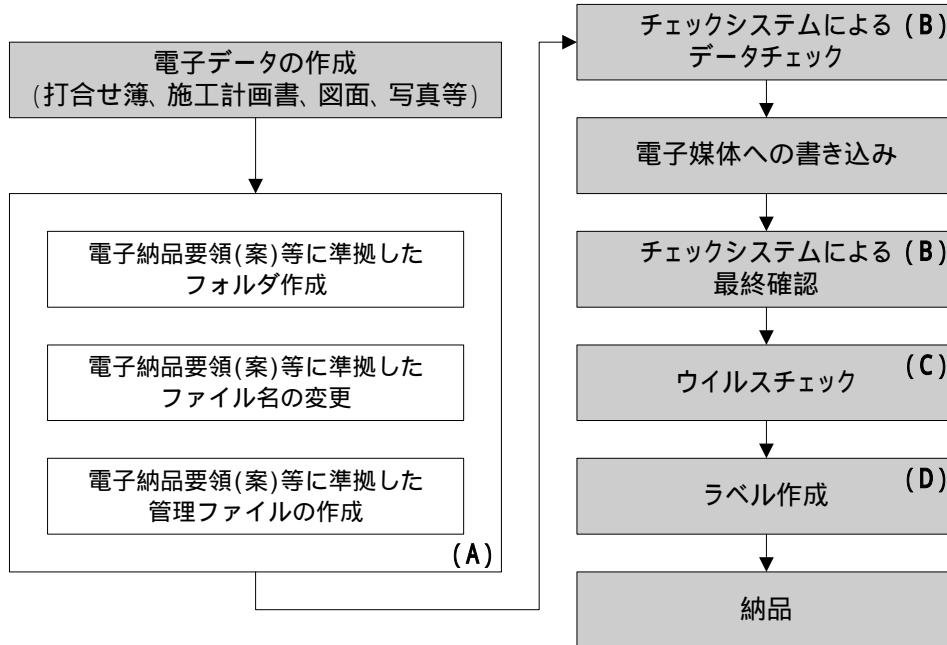 電子データの作成
(打合せ簿、施工計画書、図面、写真等)
電子納品要領(案)等に準拠した
フォルダ作成
電子納品要領(案)等に準拠した
ファイル名の変更
電子納品要領(案)等に準拠した
管理ファイルの作成
(A)
チェックシステムによる (B)
データチェック
電子媒体への書き込み
チェックシステムによる (B)
最終確認
ウイルスチェック (C)
ラベル作成 (D)
納品